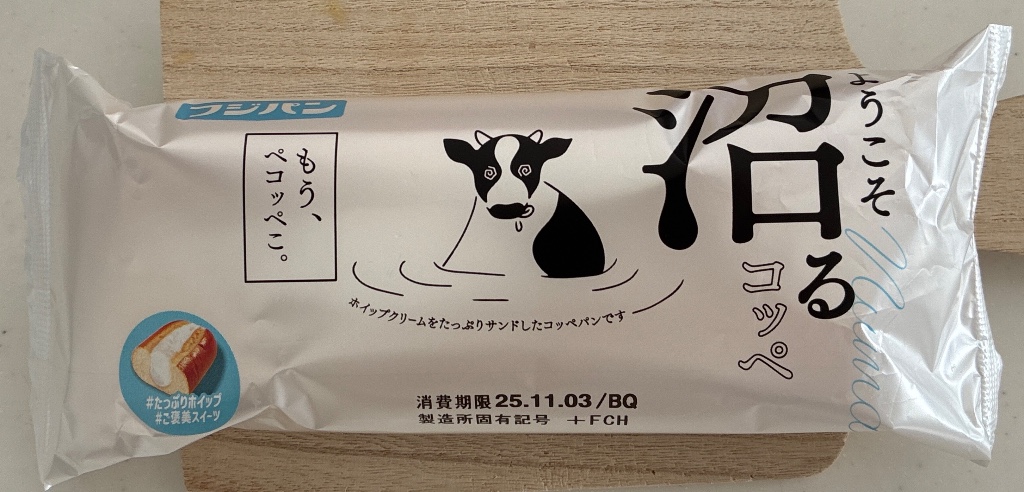 フジパン
ようこそ
沼る
コッペ
Numa
もう、
ペコッペこ。
ホイップクリームをたっぷりサンドしたコッペパンです
#たっぷりホイップ
#ご褒美スイーツ
消費期限 25.11.03/BQ
製造所固有記号 +FCH